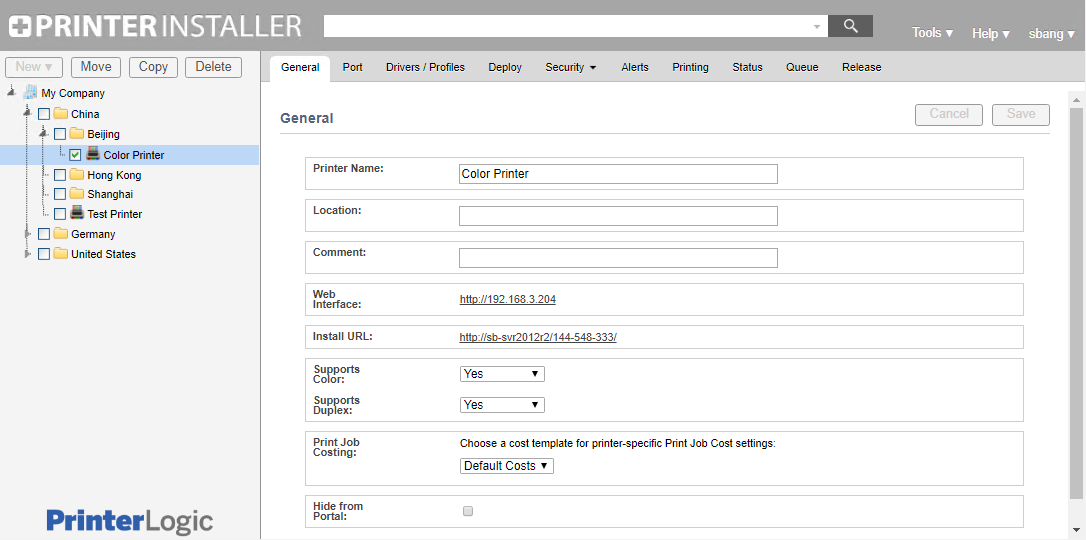 PRINTERINSTALLER
Tools ▾ Help ▾ sbang ▾
New ▾ Move Copy Delete
General Port Drivers / Profiles Deploy Security ▾ Alerts Printing Status Queue Release
My Company
China
Beijing
Color Printer
Hong Kong
Shanghai
Test Printer
Germany
United States
PrinterLogic
General
Cancel Save
Printer Name: Color Printer
Location:
Comment:
Web
Interface: http://192.168.3.204
Install URL: http://sb-svr2012r2/144-548-333/
Supports
Color: Yes ▾
Supports
Duplex: Yes ▾
Print Job
Costing: Choose a cost template for printer-specific Print Job Cost settings:
Default Costs ▾
Hide from
Portal: